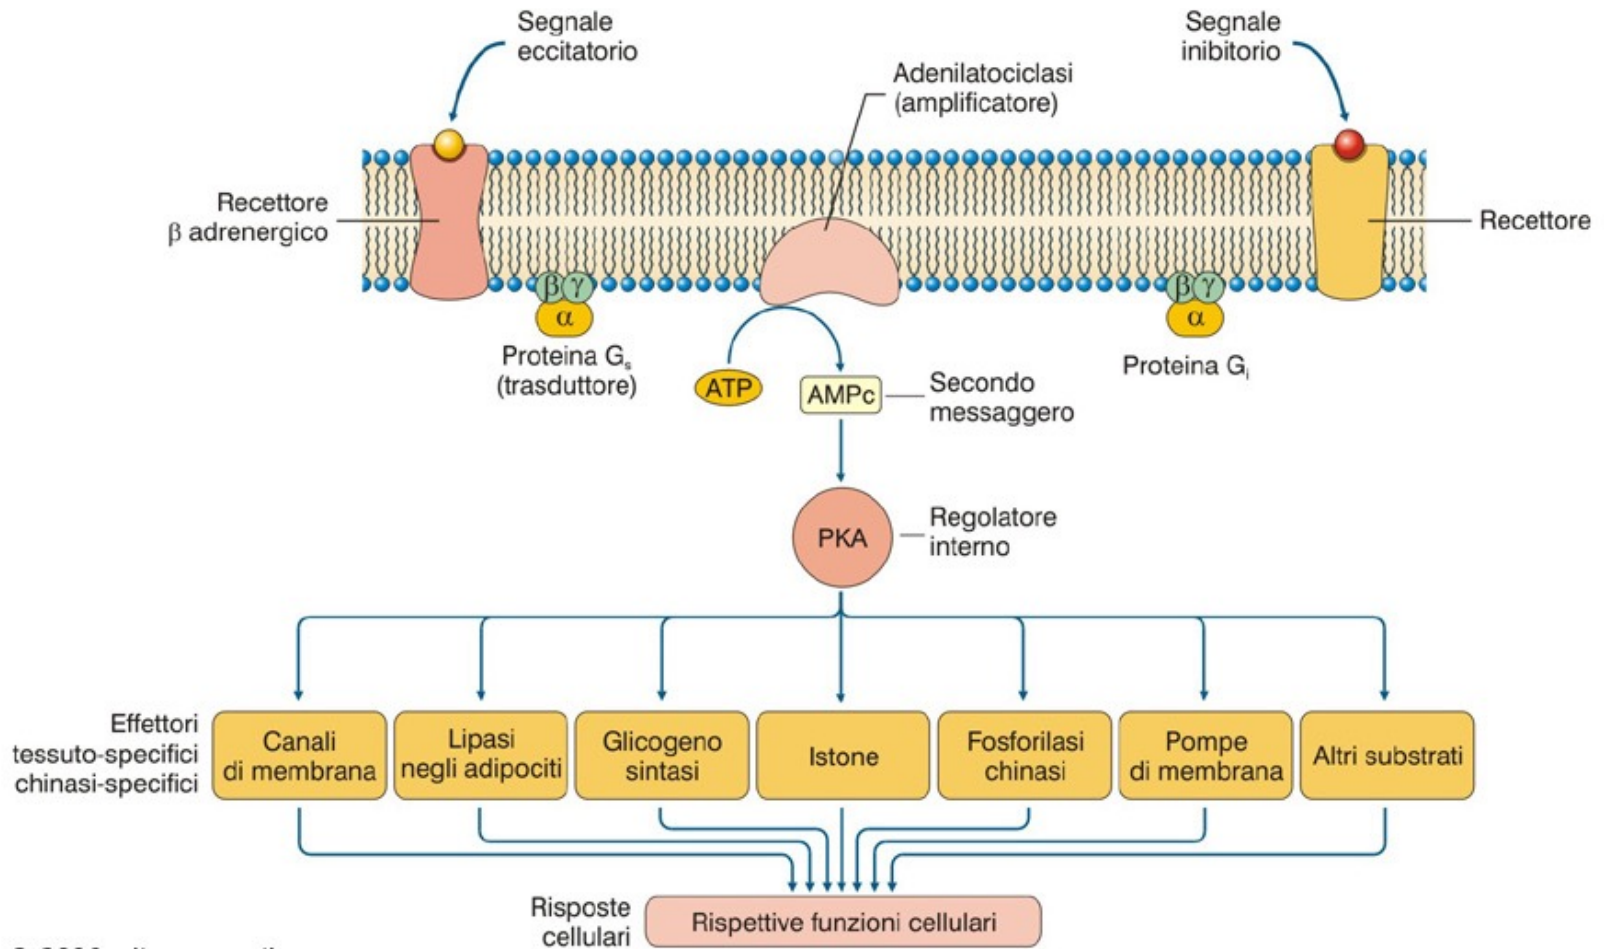 Segnale
eccitatorio
Segnale
inibitorio
Adenilatociclasi
(amplificatore)
Recettore
β adrenergico
Recettore
β γ
α
Proteina Gs
(trasduttore)
β γ
α
Proteina Gi
ATP
AMPc
Secondo
messaggero
PKA
Regolatore
interno
Effettori
tessuto-specifici
chinasi-specifici
Canali
di membrana
Lipasi
negli adipociti
Glicogeno
sintasi
Istone
Fosforilasi
chinasi
Pompe
di membrana
Altri substrati
Risposte
cellulari
Rispettive funzioni cellulari